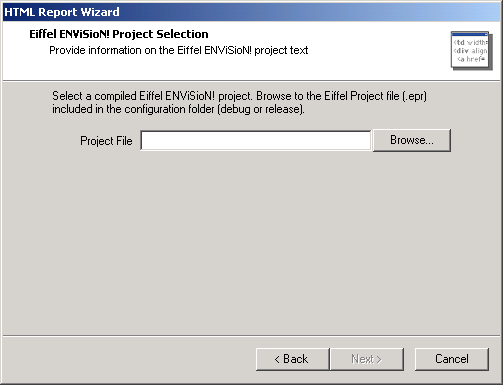 HTML Report Wizard
Eiffel ENViSioN! Project Selection
Provide information on the Eiffel ENViSioN! project text
<td width=
<div align
<a href=
Select a compiled Eiffel ENViSioN! project. Browse to the Eiffel Project file (.epr)
included in the configuration folder (debug or release).
Project File Browse...
< Back Next > Cancel